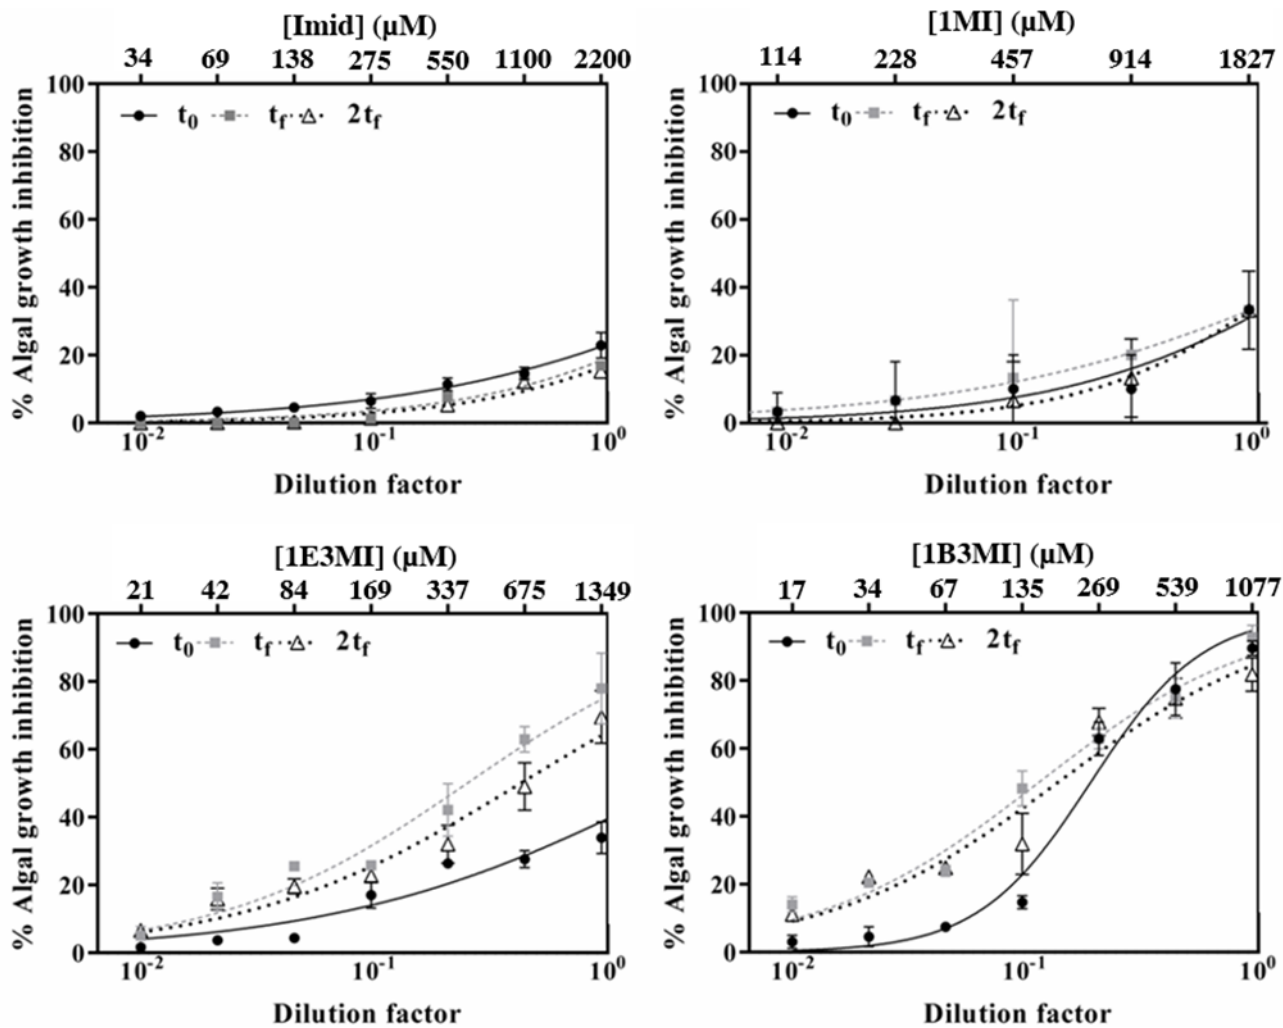 [Imid] (µM)
34 69 138 275 550 1100 2200
% Algal growth inhibition
100
80
60
40
20
0
t0 tf 2tf
10-2 10-1 100
Dilution factor
[1MI] (µM)
114 228 457 914 1827
% Algal growth inhibition
100
80
60
40
20
0
t0 tf 2tf
10-2 10-1 100
Dilution factor
[1E3MI] (µM)
21 42 84 169 337 675 1349
% Algal growth inhibition
100
80
60
40
20
0
t0 tf 2tf
10-2 10-1 100
Dilution factor
[1B3MI] (µM)
17 34 67 135 269 539 1077
% Algal growth inhibition
100
80
60
40
20
0
t0 tf 2tf
10-2 10-1 100
Dilution factor